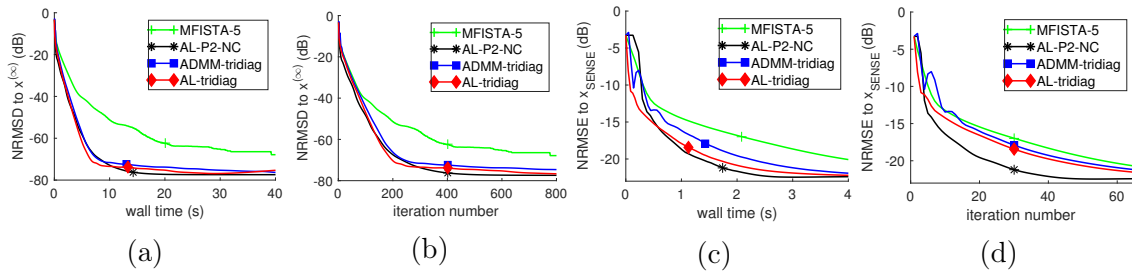 NRMSD to x^(∞) (dB)
-20
-40
-60
-80
0
10
20
30
40
wall time (s)
MFISTA-5
AL-P2-NC
ADMM-tridiag
AL-tridiag
(a)
NRMSD to x^(∞) (dB)
0
-20
-40
-60
-80
0
200
400
600
800
iteration number
MFISTA-5
AL-P2-NC
ADMM-tridiag
AL-tridiag
(b)
NRMSE to x_SENSE (dB)
0
-5
-10
-15
-20
0
1
2
3
4
wall time (s)
MFISTA-5
AL-P2-NC
ADMM-tridiag
AL-tridiag
(c)
NRMSE to x_SENSE (dB)
0
-5
-10
-15
-20
0
20
40
60
iteration number
MFISTA-5
AL-P2-NC
ADMM-tridiag
AL-tridiag
(d)